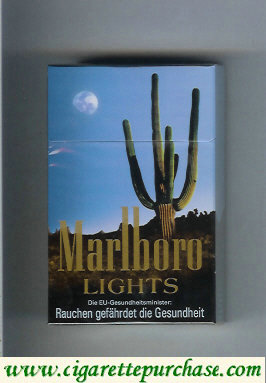 Marlboro
LIGHTS
Die EU-Gesundheitsminister:
Rauchen gefährdet die Gesundheit
www.cigarettepurchase.com